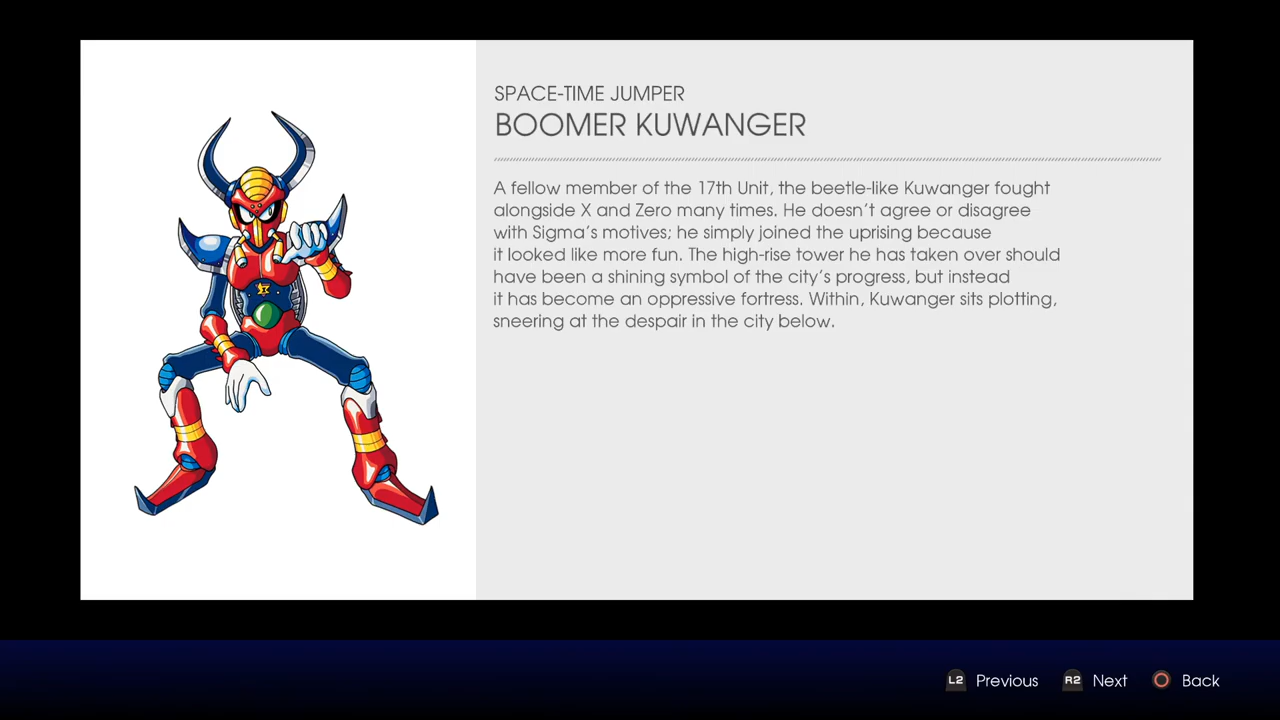 SPACE-TIME JUMPER
BOOMER KUWANGER
A fellow member of the 17th Unit, the beetle-like Kuwanger fought
alongside X and Zero many times. He doesn't agree or disagree
with Sigma's motives; he simply joined the uprising because
it looked like more fun. The high-rise tower he has taken over should
have been a shining symbol of the city's progress, but instead
it has become an oppressive fortress. Within, Kuwanger sits plotting,
sneering at the despair in the city below.
L2 Previous R2 Next Back